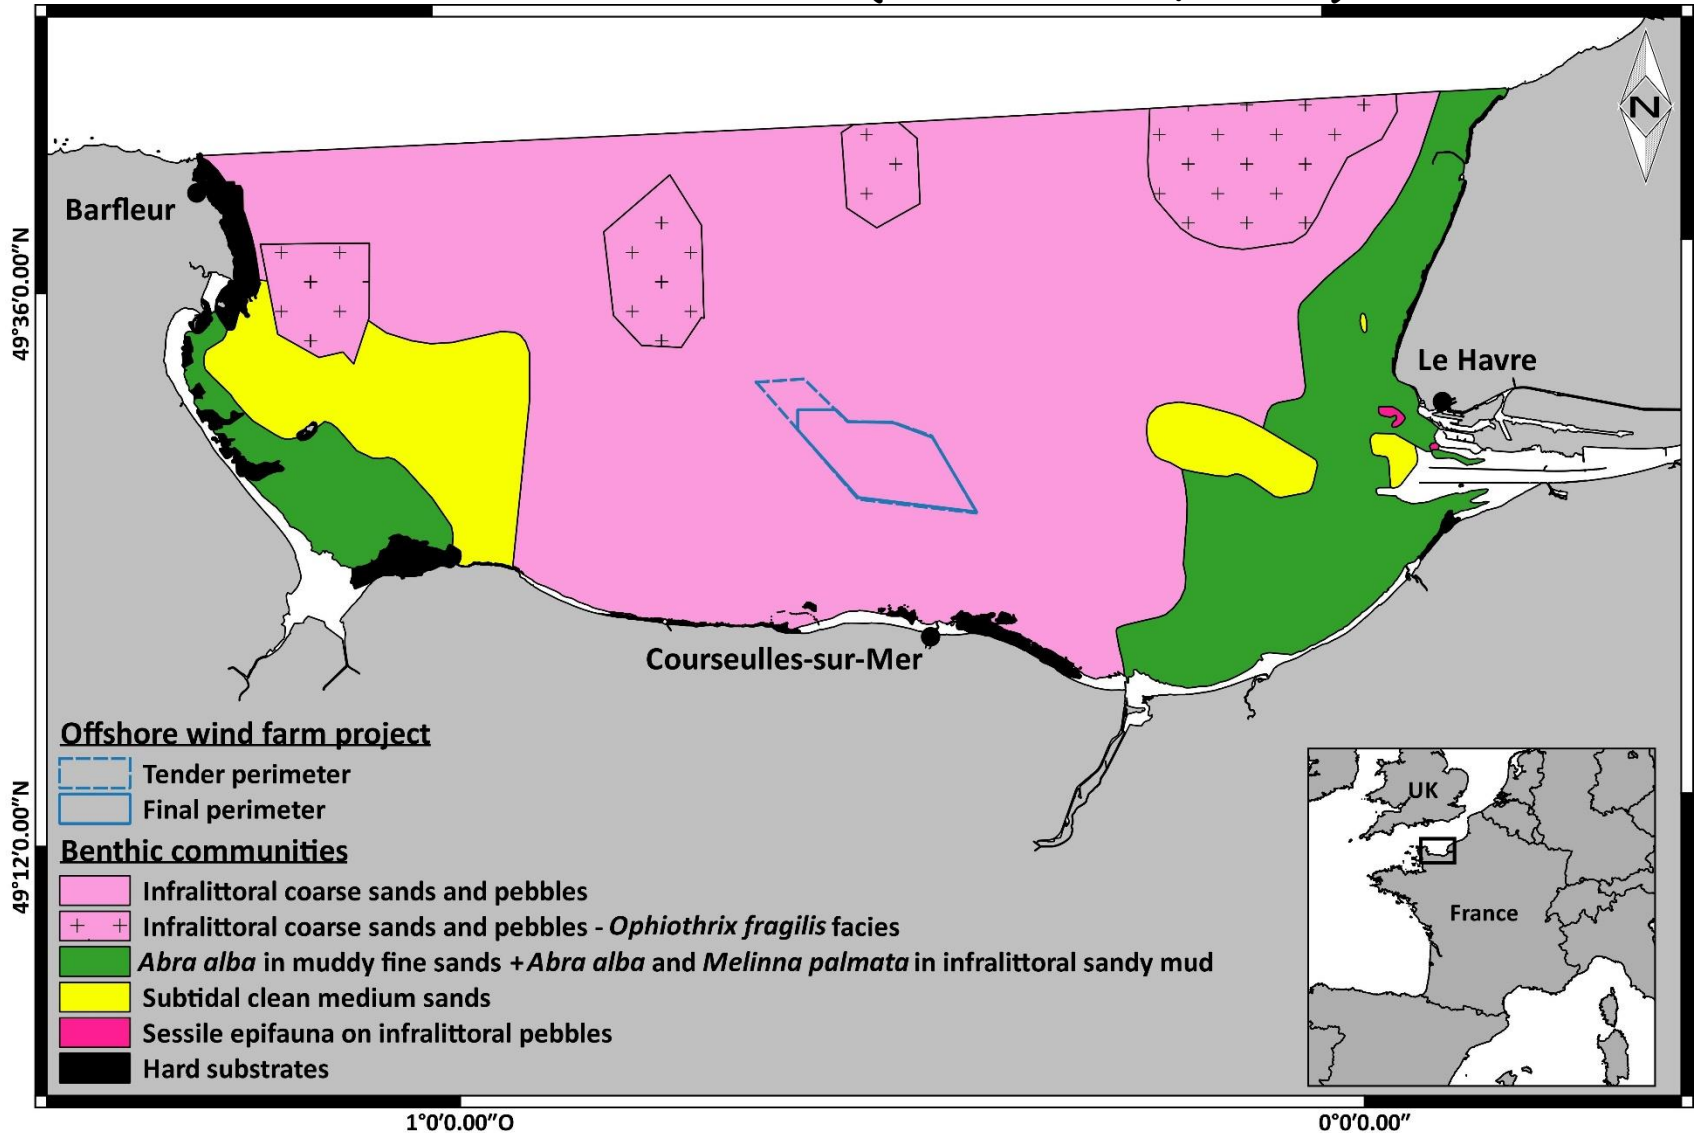 N
Barfleur
49°36'0.00"N
Le Havre
Courseulles-sur-Mer
Offshore wind farm project
Tender perimeter
Final perimeter
49°12'0.00"N
Benthic communities
Infralittoral coarse sands and pebbles
Infralittoral coarse sands and pebbles - Ophiothrix fragilis facies
Abra alba in muddy fine sands + Abra alba and Melinna palmata in infralittoral sandy mud
Subtidal clean medium sands
Sessile epifauna on infralittoral pebbles
Hard substrates
UK
France
1°0'0.00"O
0°0'0.00"